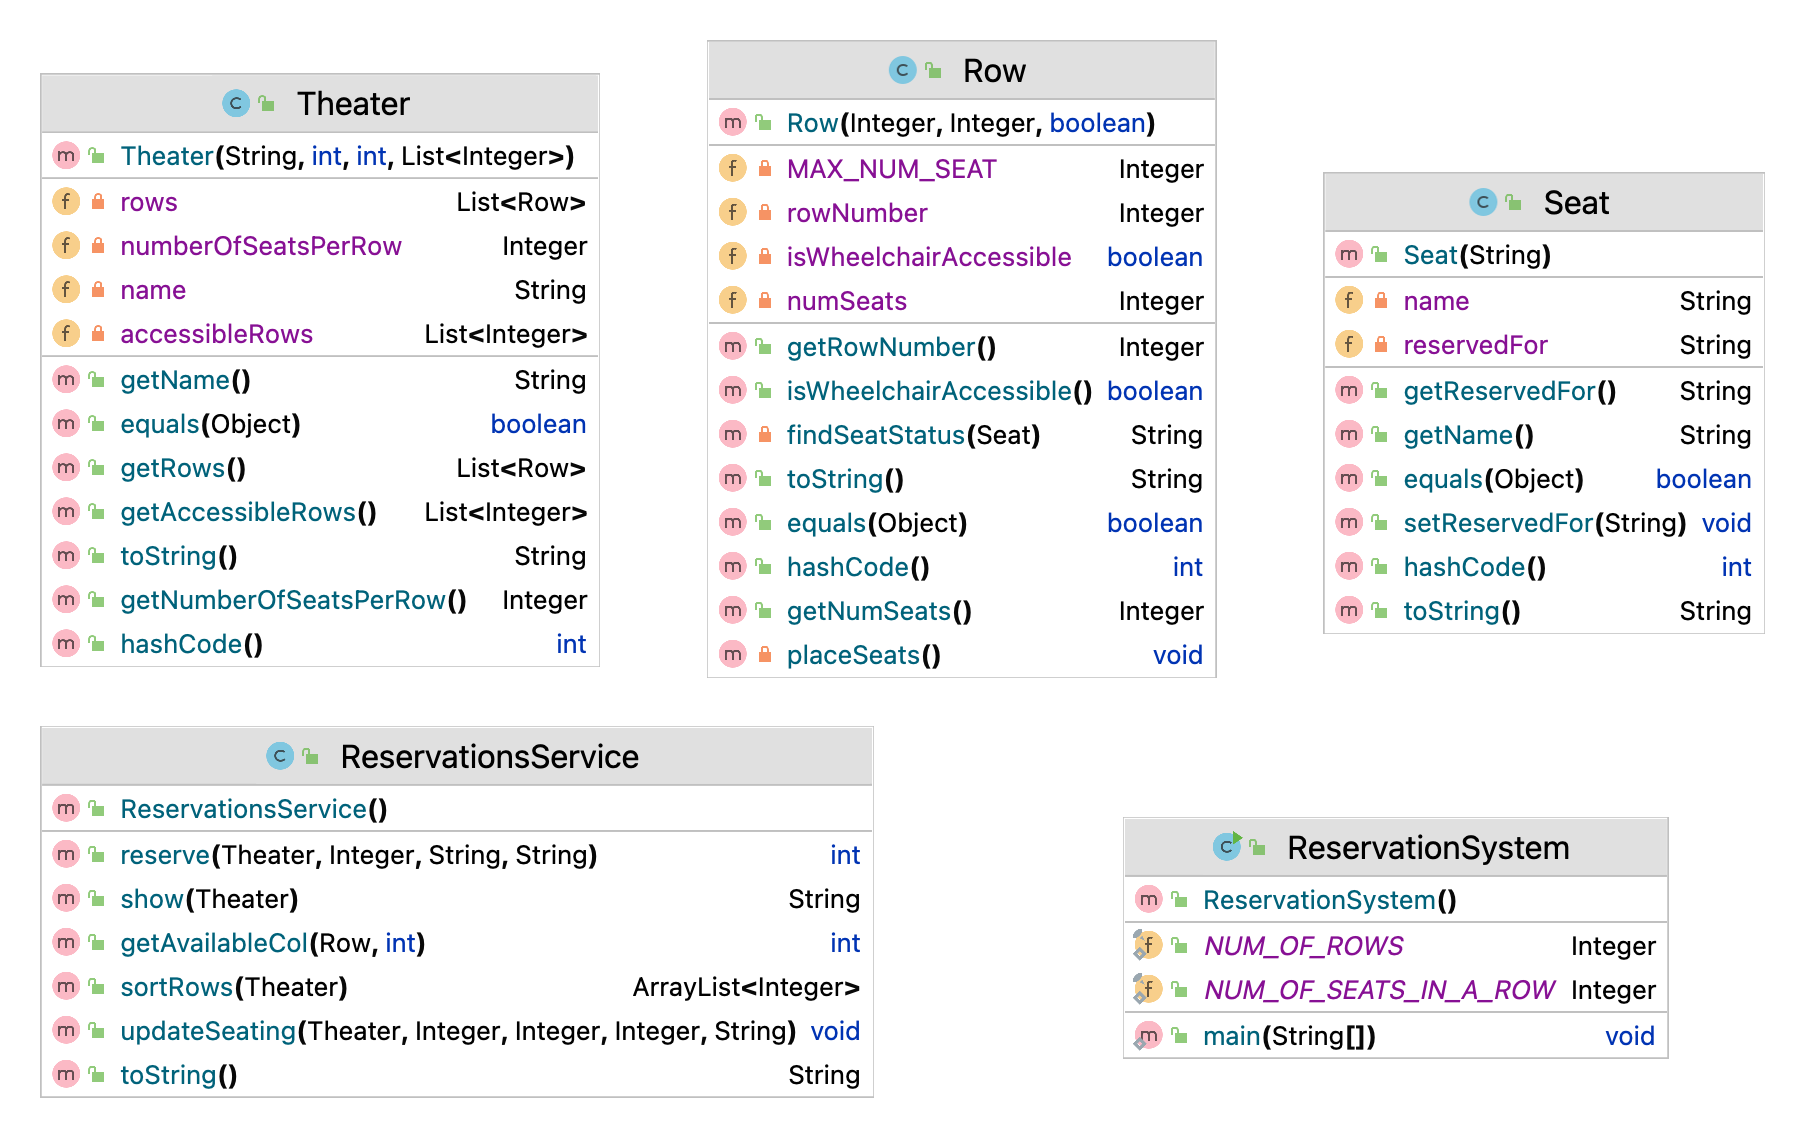 Theater
Theater(String, int, int, List<Integer>)
rows List<Row>
numberOfSeatsPerRow Integer
name String
accessibleRows List<Integer>
getName() String
equals(Object) boolean
getRows() List<Row>
getAccessibleRows() List<Integer>
toString() String
getNumberOfSeatsPerRow() Integer
hashCode() int
Row
Row(Integer, Integer, boolean)
MAX_NUM_SEAT Integer
rowNumber Integer
isWheelchairAccessible boolean
numSeats Integer
getRowNumber() Integer
isWheelchairAccessible() boolean
findSeatStatus(Seat) String
toString() String
equals(Object) boolean
hashCode() int
getNumSeats() Integer
placeSeats() void
Seat
Seat(String)
name String
reservedFor String
getReservedFor() String
getName() String
equals(Object) boolean
setReservedFor(String) void
hashCode() int
toString() String
ReservationsService
ReservationsService()
reserve(Theater, Integer, String, String) int
show(Theater) String
getAvailableCol(Row, int) int
sortRows(Theater) ArrayList<Integer>
updateSeating(Theater, Integer, Integer, Integer, String) void
toString() String
ReservationSystem
ReservationSystem()
NUM_OF_ROWS Integer
NUM_OF_SEATS_IN_A_ROW Integer
main(String[]) void